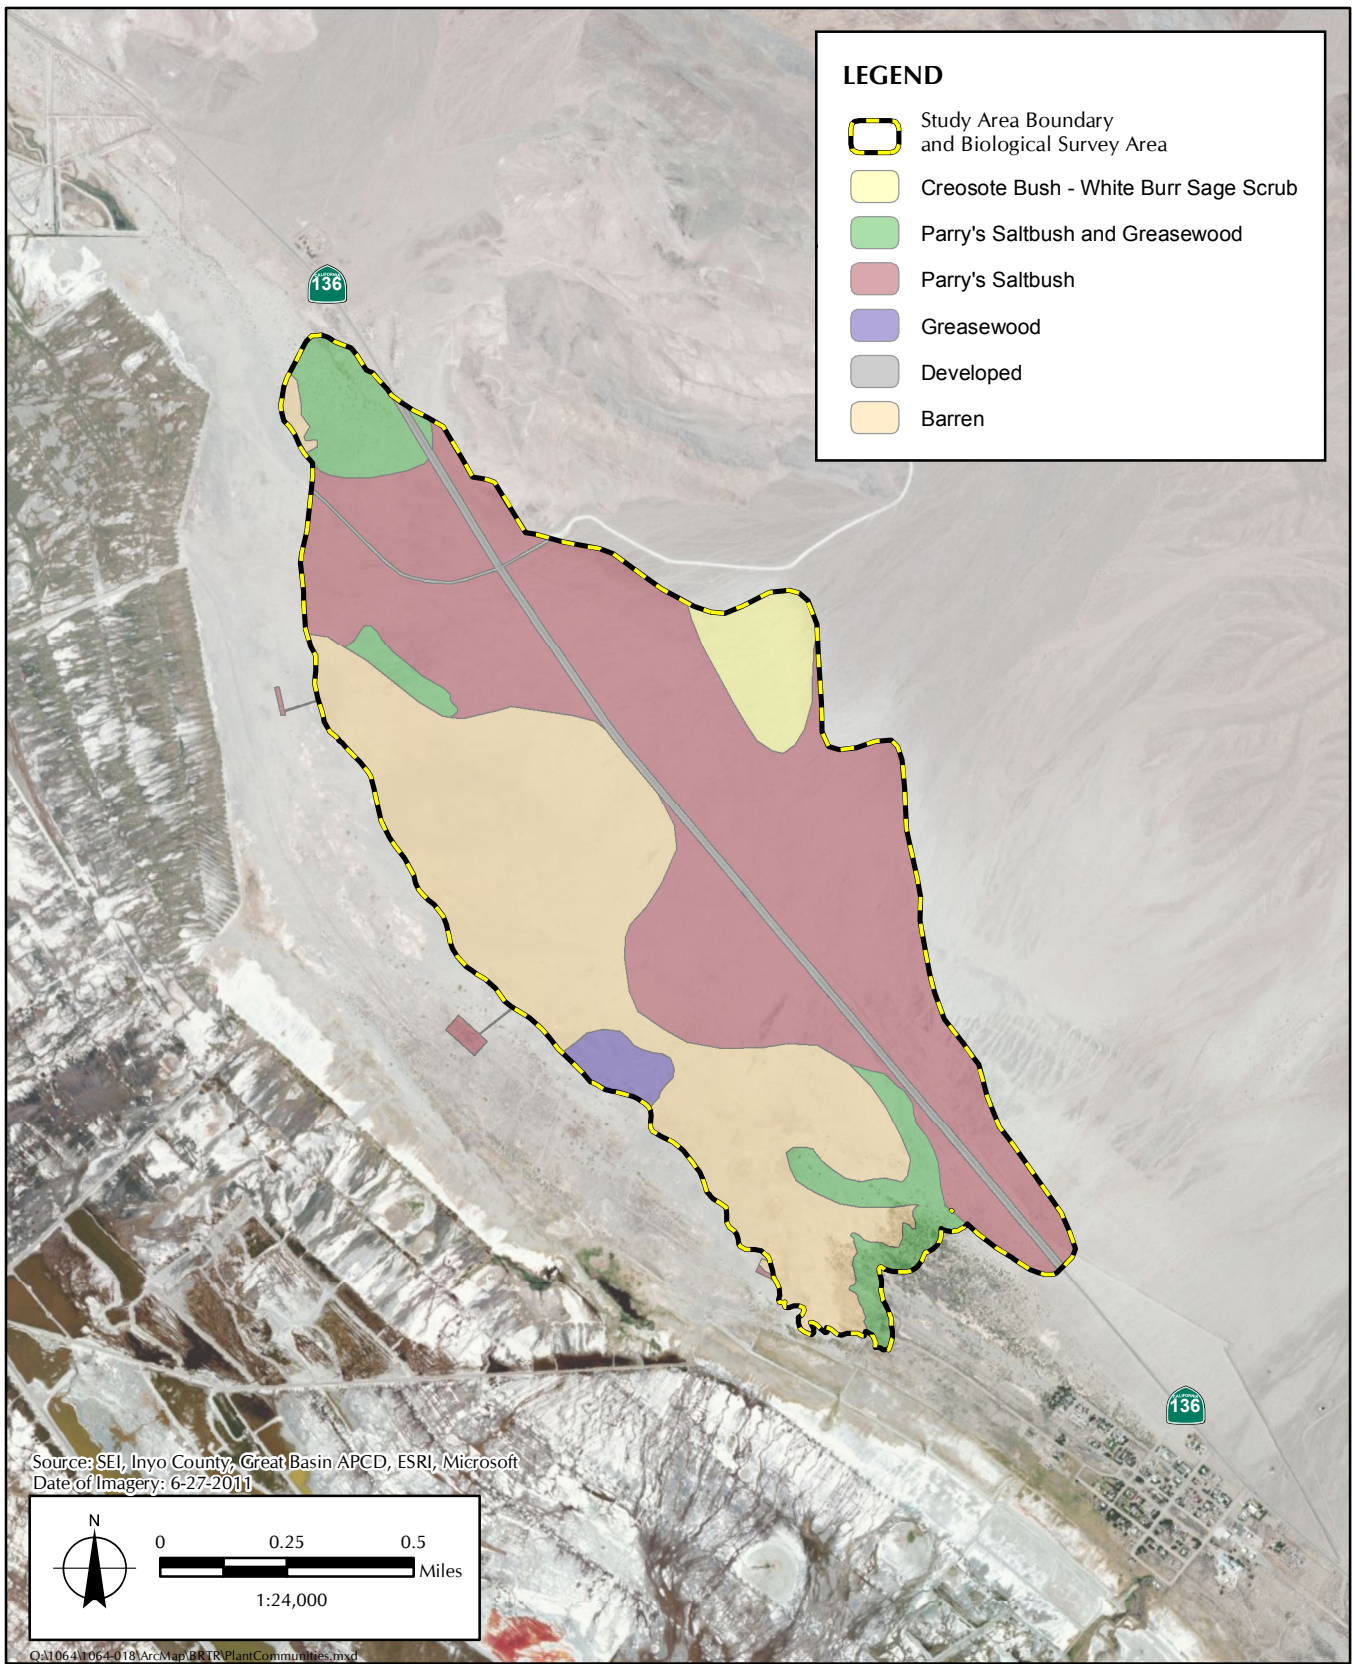 LEGEND
Study Area Boundary
and Biological Survey Area
Creosote Bush - White Burr Sage Scrub
Parry's Saltbush and Greasewood
Parry's Saltbush
Greasewood
Developed
Barren
CALIFORNIA
136
CALIFORNIA
136
Source: SEI, Inyo County, Great Basin APCD, ESRI, Microsoft
Date of Imagery: 6-27-2011
N
0 0.25 0.5
Miles
1:24,000
Q:\1064\1064-018\ArcMap\BRTR\PlantCommunities.mxd